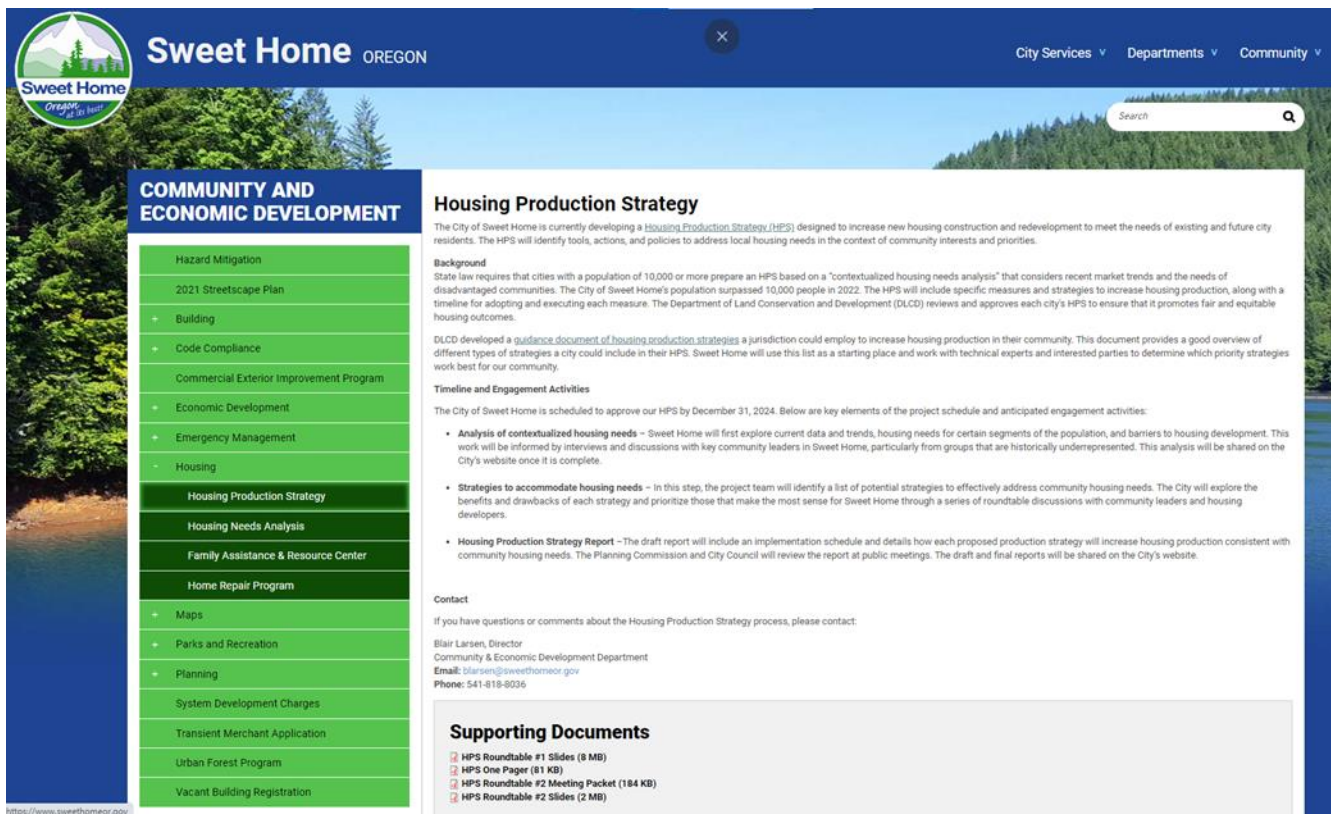 Sweet Home OREGON
City Services ˅ Departments ˅ Community ˅
Sweet Home
Oregon
at its best!
Search
COMMUNITY AND
ECONOMIC DEVELOPMENT
Hazard Mitigation
2021 Streetscape Plan
+ Building
+ Code Compliance
Commercial Exterior Improvement Program
+ Economic Development
+ Emergency Management
- Housing
Housing Production Strategy
Housing Needs Analysis
Family Assistance & Resource Center
Home Repair Program
+ Maps
+ Parks and Recreation
+ Planning
System Development Charges
Transient Merchant Application
Urban Forest Program
Vacant Building Registration
Housing Production Strategy
The City of Sweet Home is currently developing a Housing Production Strategy (HPS) designed to increase new housing construction and redevelopment to meet the needs of existing and future city
residents. The HPS will identify tools, actions, and policies to address local housing needs in the context of community interests and priorities.
Background
State law requires that cities with a population of 10,000 or more prepare an HPS based on a "contextualized housing needs analysis" that considers recent market trends and the needs of
disadvantaged communities. The City of Sweet Home's population surpassed 10,000 people in 2022. The HPS will include specific measures and strategies to increase housing production, along with a
timeline for adopting and executing each measure. The Department of Land Conservation and Development (DLCD) reviews and approves each city's HPS to ensure that it promotes fair and equitable
housing outcomes.
DLCD developed a guidance document of housing production strategies a jurisdiction could employ to increase housing production in their community. This document provides a good overview of
different types of strategies a city could include in their HPS. Sweet Home will use this list as a starting place and work with technical experts and interested parties to determine which priority strategies
work best for our community.
Timeline and Engagement Activities
The City of Sweet Home is scheduled to approve our HPS by December 31, 2024. Below are key elements of the project schedule and anticipated engagement activities:
• Analysis of contextualized housing needs – Sweet Home will first explore current data and trends, housing needs for certain segments of the population, and barriers to housing development. This
work will be informed by interviews and discussions with key community leaders in Sweet Home, particularly from groups that are historically underrepresented. This analysis will be shared on the
City's website once it is complete.
• Strategies to accommodate housing needs – In this step, the project team will identify a list of potential strategies to effectively address community housing needs. The City will explore the
benefits and drawbacks of each strategy and prioritize those that make the most sense for Sweet Home through a series of roundtable discussions with community leaders and housing
developers.
• Housing Production Strategy Report –The draft report will include an implementation schedule and details how each proposed production strategy will increase housing production consistent with
community housing needs. The Planning Commission and City Council will review the report at public meetings. The draft and final reports will be shared on the City's website.
Contact
If you have questions or comments about the Housing Production Strategy process, please contact:
Blair Larsen, Director
Community & Economic Development Department
Email: blarsen@sweethomeor.gov
Phone: 541-818-8036
Supporting Documents
HPS Roundtable #1 Slides (8 MB)
HPS One Pager (81 KB)
HPS Roundtable #2 Meeting Packet (184 KB)
HPS Roundtable #2 Slides (2 MB)
https://www.sweethomeor.gov